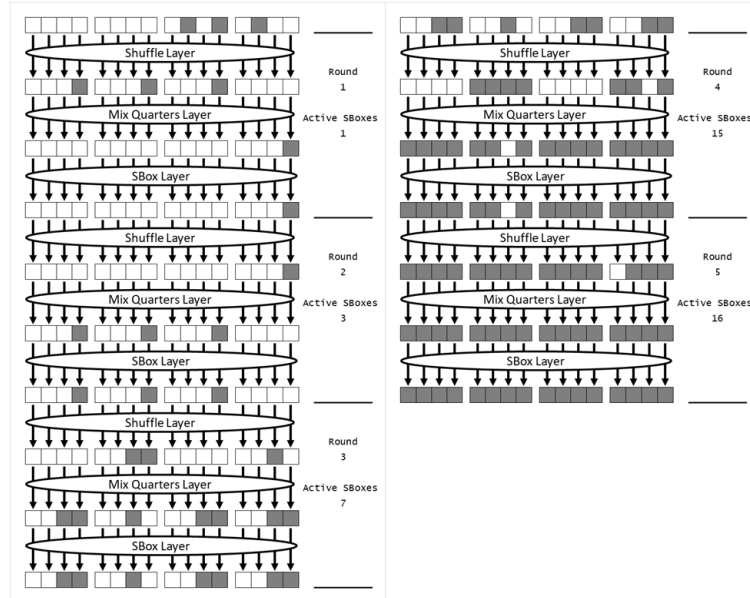 Shuffle Layer
Round
1
Mix Quarters Layer
Active SBoxes
1
SBox Layer
Shuffle Layer
Round
2
Mix Quarters Layer
Active SBoxes
3
SBox Layer
Shuffle Layer
Round
3
Mix Quarters Layer
Active SBoxes
7
SBox Layer
Shuffle Layer
Round
4
Mix Quarters Layer
Active SBoxes
15
SBox Layer
Shuffle Layer
Round
5
Mix Quarters Layer
Active SBoxes
16
SBox Layer